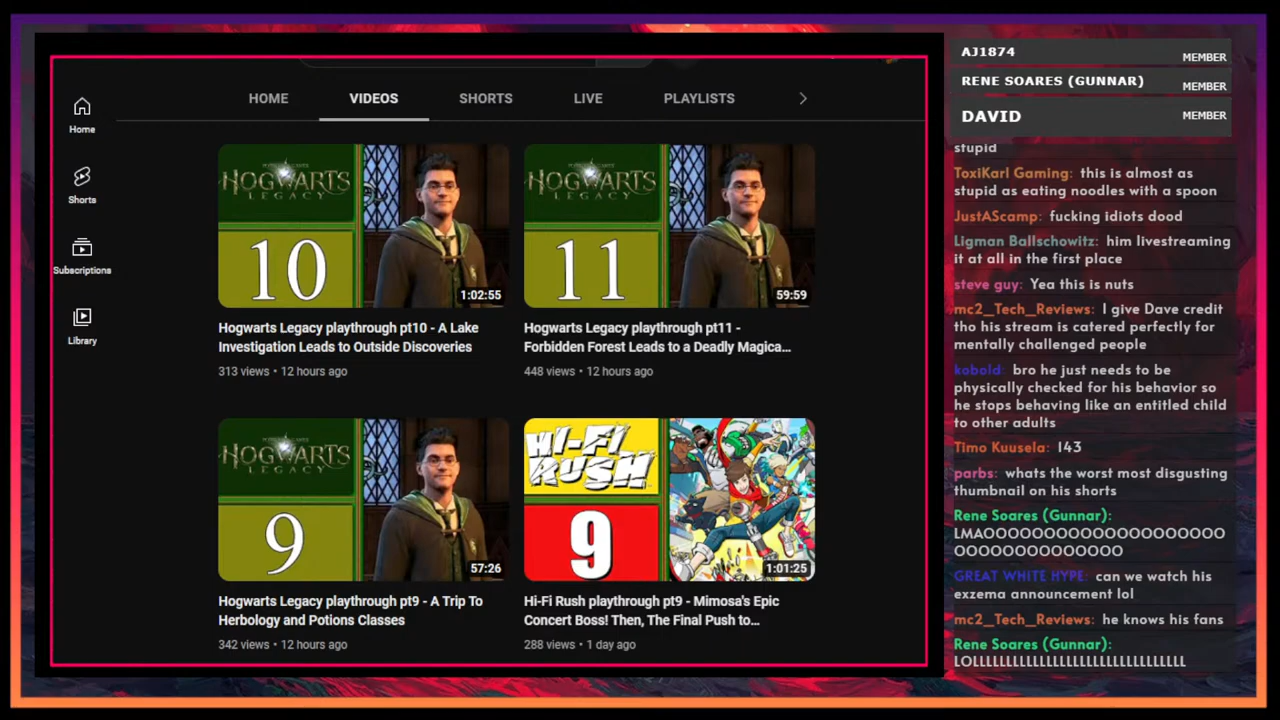 HOME VIDEOS SHORTS LIVE PLAYLISTS
Home
Shorts
Subscriptions
Library
HOGWARTS
LEGACY
10
1:02:55
Hogwarts Legacy playthrough pt10 - A Lake
Investigation Leads to Outside Discoveries
313 views • 12 hours ago
HOGWARTS
LEGACY
11
59:59
Hogwarts Legacy playthrough pt11 -
Forbidden Forest Leads to a Deadly Magica...
448 views • 12 hours ago
HOGWARTS
LEGACY
9
57:26
Hogwarts Legacy playthrough pt9 - A Trip To
Herbology and Potions Classes
342 views • 12 hours ago
HI-FI
RUSH
9
1:01:25
Hi-Fi Rush playthrough pt9 - Mimosa's Epic
Concert Boss! Then, The Final Push to...
288 views • 1 day ago
AJ1874 MEMBER
RENE SOARES (GUNNAR) MEMBER
DAVID MEMBER
stupid
ToxiKarl Gaming: this is almost as
stupid as eating noodles with a spoon
JustAScamp: fucking idiots dood
Ligman Ballschowitz: him livestreaming
it at all in the first place
steve guy: Yea this is nuts
mc2_Tech_Reviews: I give Dave credit
tho his stream is catered perfectly for
mentally challenged people
kobold: bro he just needs to be
physically checked for his behavior so
he stops behaving like an entitled child
to other adults
Timo Kuusela: 143
parbs: whats the worst most disgusting
thumbnail on his shorts
Rene Soares (Gunnar):
LMAOOOOOOOOOOOOOOOOOOOOOO
OOOOOOOOOOOOOO
GREAT WHITE HYPE: can we watch his
exzema announcement lol
mc2_Tech_Reviews: he knows his fans
Rene Soares (Gunnar):
LOLLLLLLLLLLLLLLLLLLLLLLLLLLLLLL